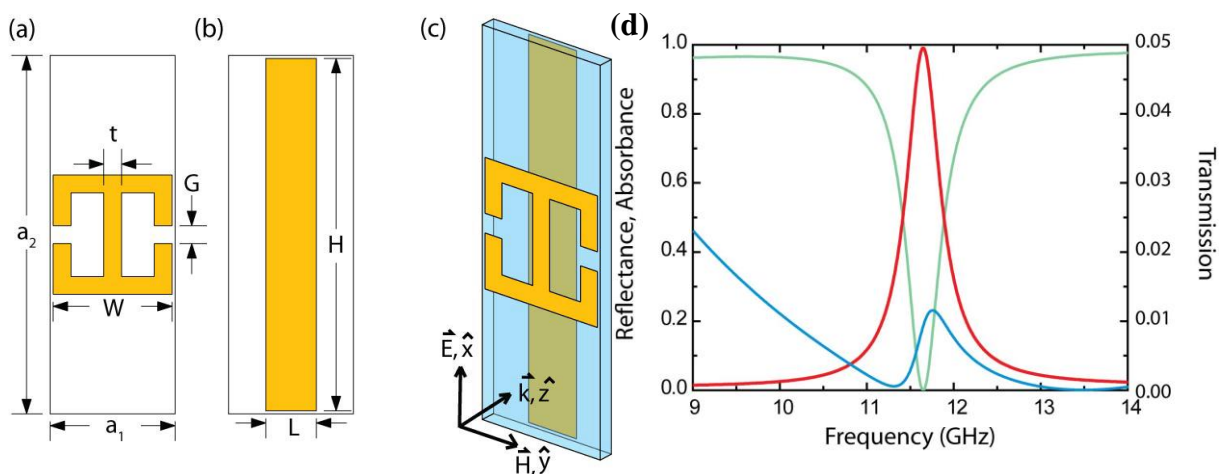 (a)
t
G
a2
W
a1
(b)
H
L
(c)
E, x̂
k, ẑ
H, ŷ
(d)
Reflectance, Absorbance
1.0
0.8
0.6
0.4
0.2
0.0
9
10
11
12
13
14
Frequency (GHz)
0.05
0.04
0.03
0.02
0.01
0.00
Transmission